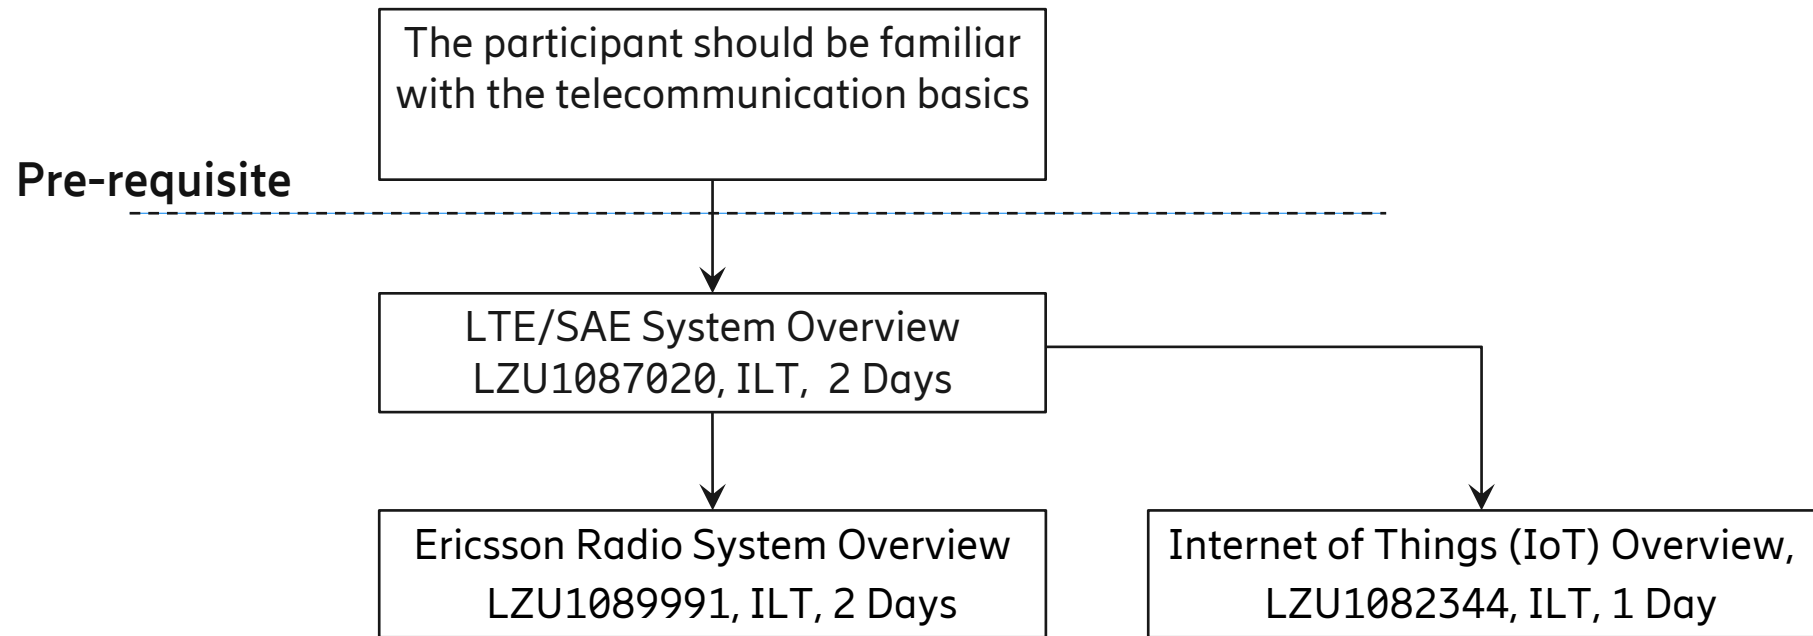 The participant should be familiar
with the telecommunication basics
Pre-requisite
LTE/SAE System Overview
LZU1087020, ILT,  2 Days
Ericsson Radio System Overview
LZU1089991, ILT, 2 Days
Internet of Things (IoT) Overview,
LZU1082344, ILT, 1 Day